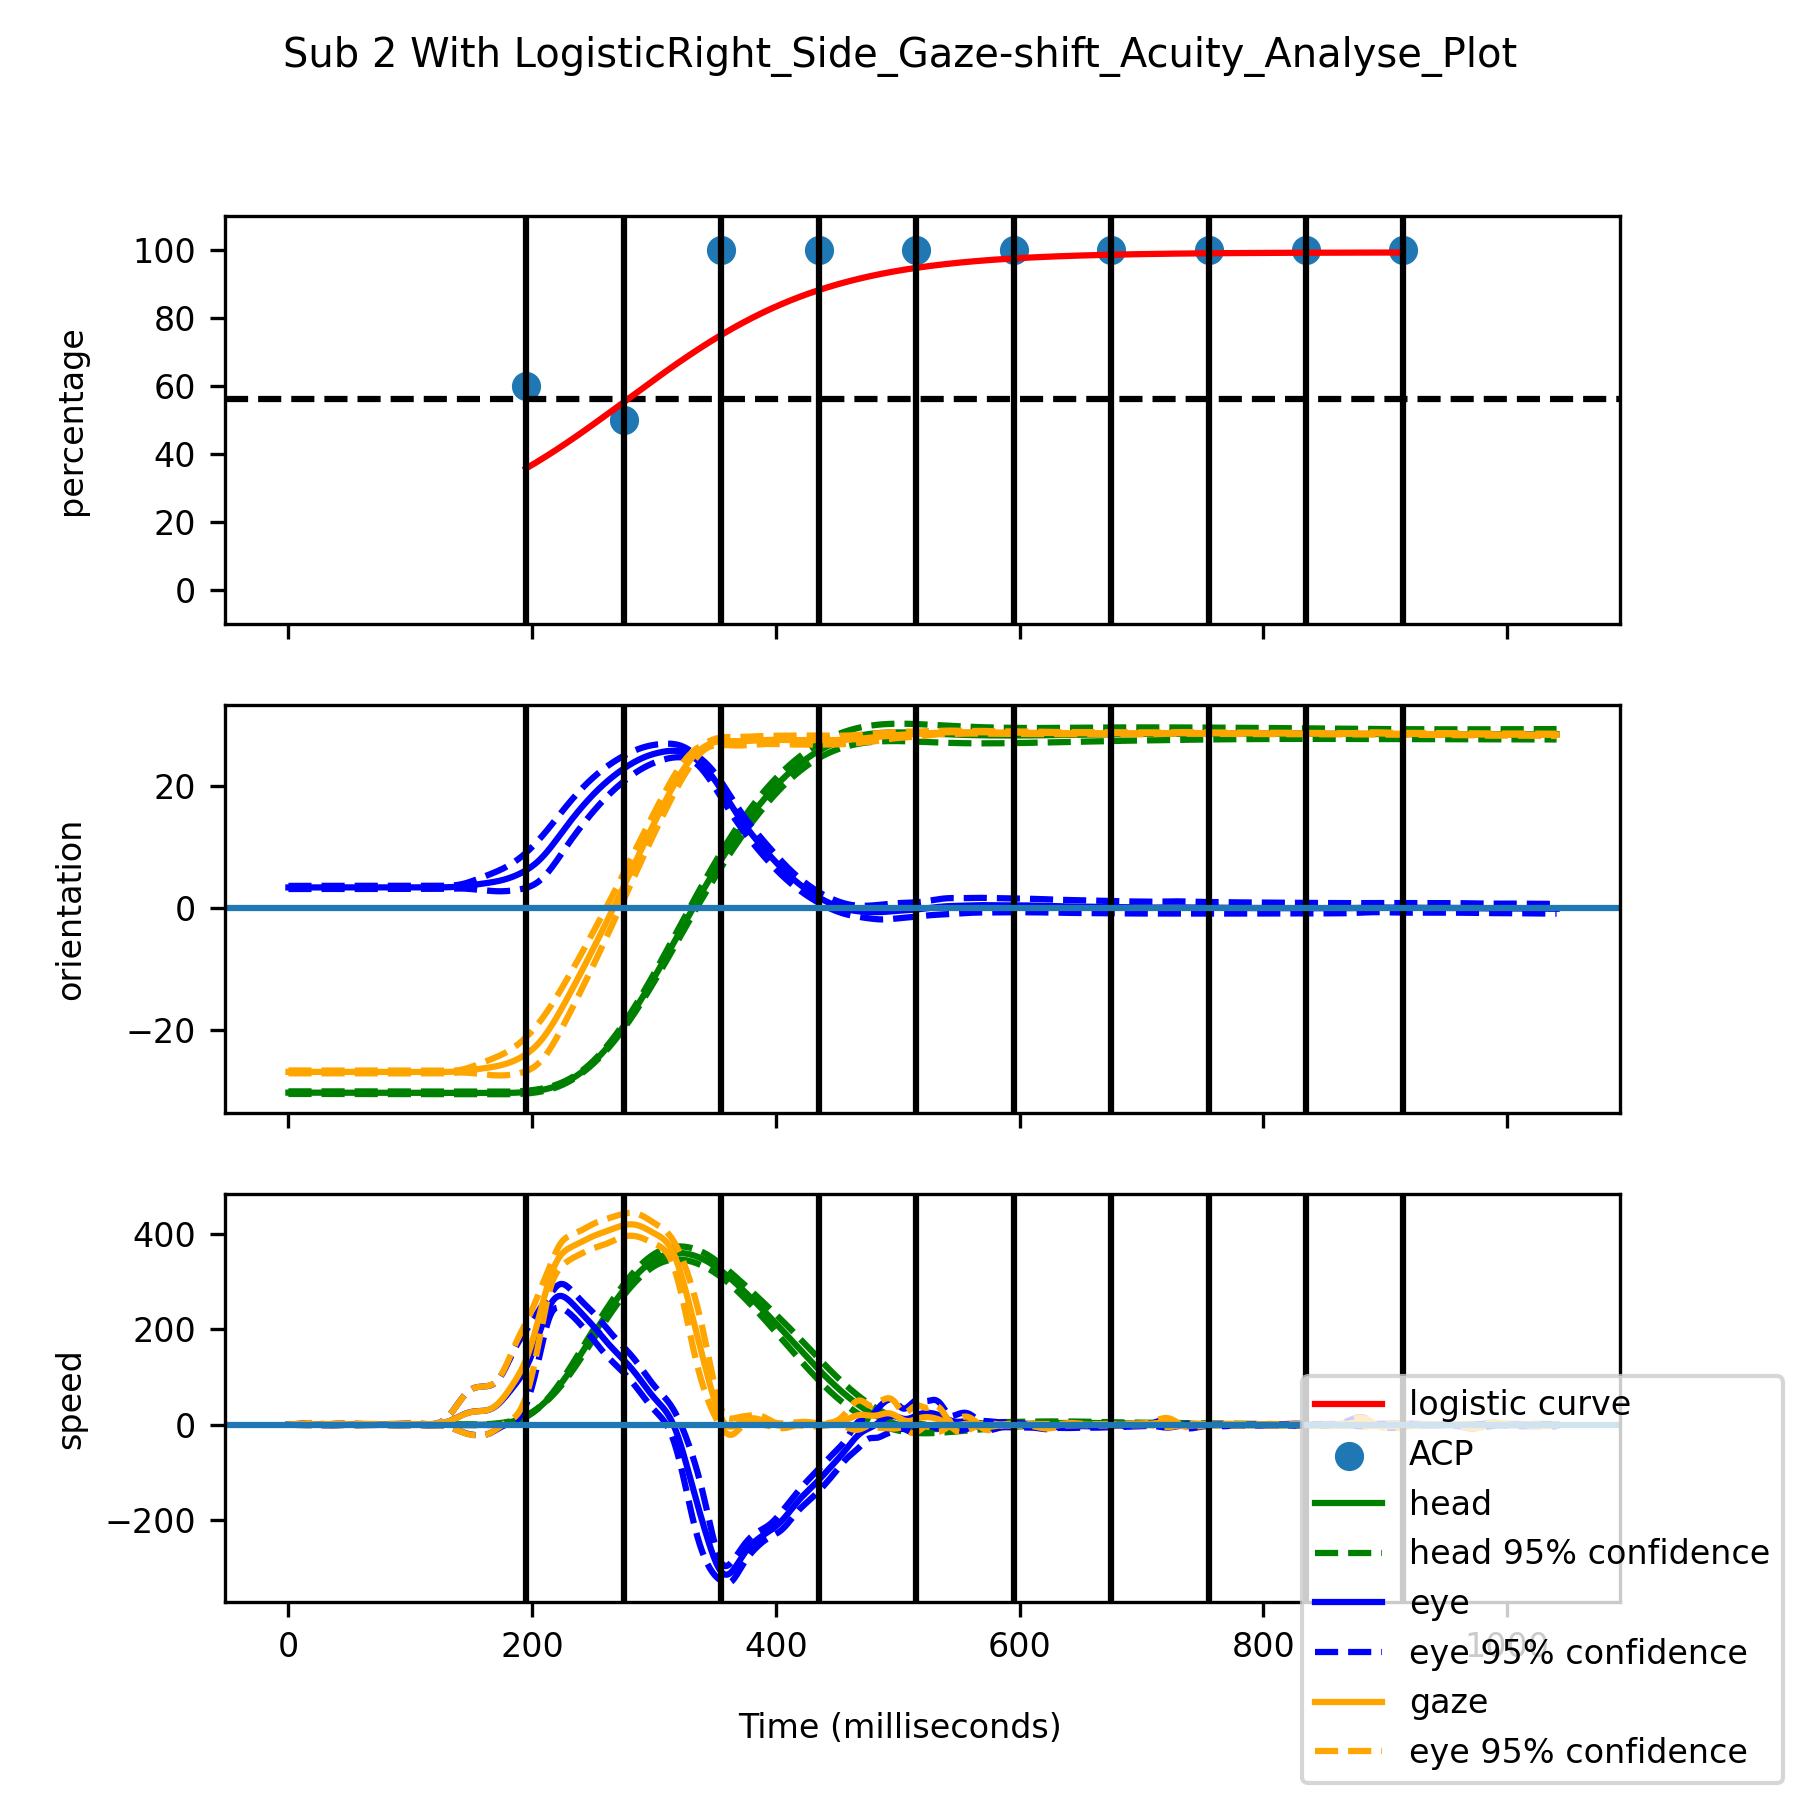 Sub 2 With LogisticRight_Side_Gaze-shift_Acuity_Analyse_Plot
100
80
60
40
20
0
percentage
20
0
−20
orientation
400
200
0
−200
speed
0
200
400
600
800
1000
Time (milliseconds)
logistic curve
ACP
head
head 95% confidence
eye
eye 95% confidence
gaze
eye 95% confidence